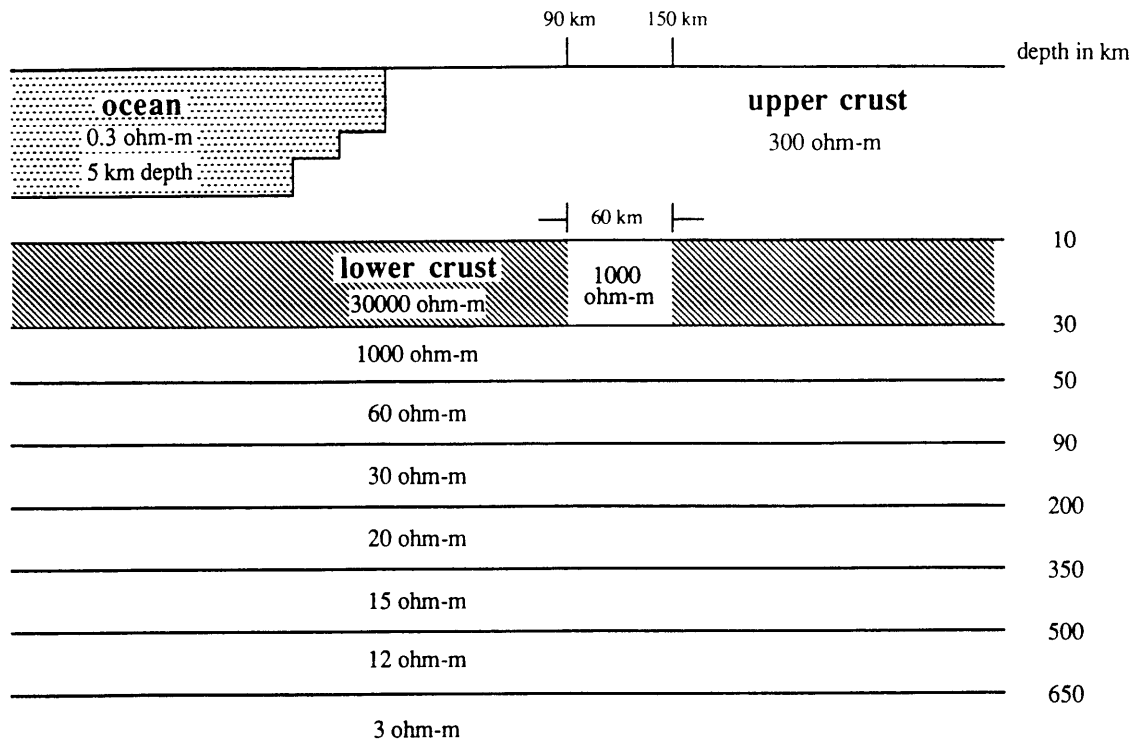 90 km 150 km
depth in km
ocean
upper crust
0.3 ohm-m
300 ohm-m
5 km depth
60 km
10
lower crust
1000
ohm-m
30000 ohm-m
30
1000 ohm-m
50
60 ohm-m
90
30 ohm-m
200
20 ohm-m
350
15 ohm-m
500
12 ohm-m
650
3 ohm-m